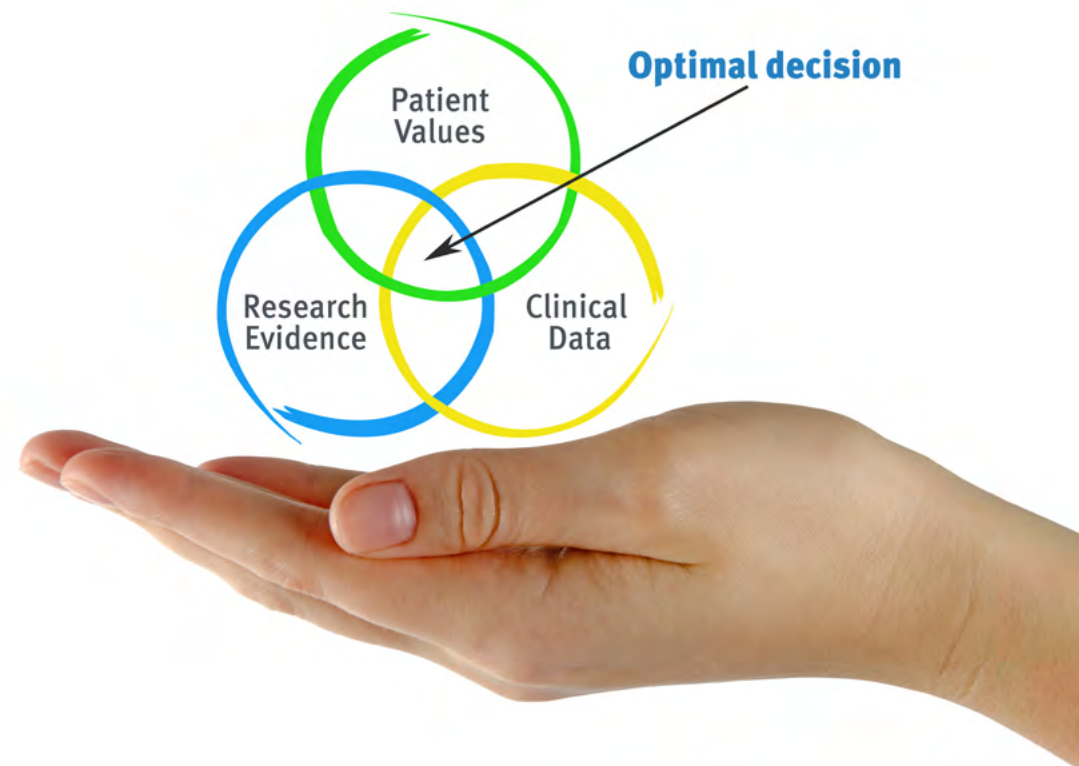 Optimal decision
Patient
Values
Research
Evidence
Clinical
Data